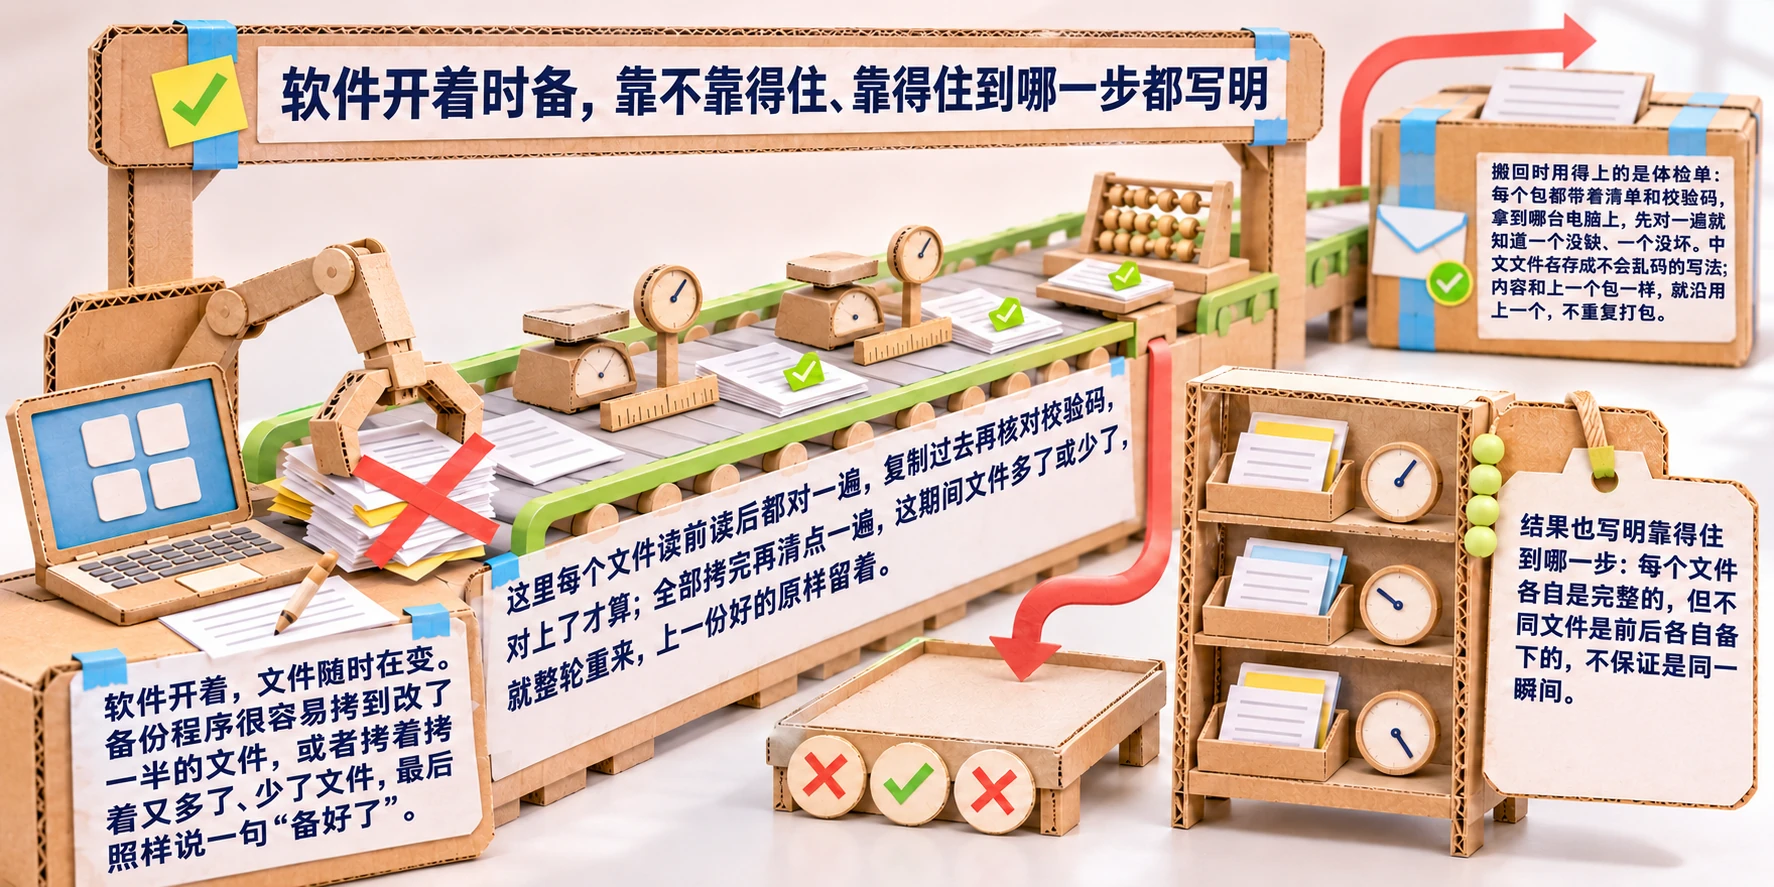 软件开着时备，靠不靠得住、靠得住到哪一步都写明
搬回时用得上的是体检单：
每个包都带着清单和校验码，
拿到哪台电脑上，先对一遍就
知道一个没缺、一个没坏。中
文文件名存成不会乱码的写法；
内容和上一个包一样，就沿用
上一个，不重复打包。
这里每个文件读前读后都对一遍，复制过去再核对校验码，
对上了才算；全部拷完再清点一遍，这期间文件多了或少了，
就整轮重来，上一份好的原样留着。
结果也写明靠得住
到哪一步：每个文件
各自是完整的，但不
同文件是前后各自备
下的，不保证是同一
瞬间。
软件开着，文件随时在变。
备份程序很容易拷到改了
一半的文件，或者拷着拷
着又多了、少了文件，最后
照样说一句“备好了”。